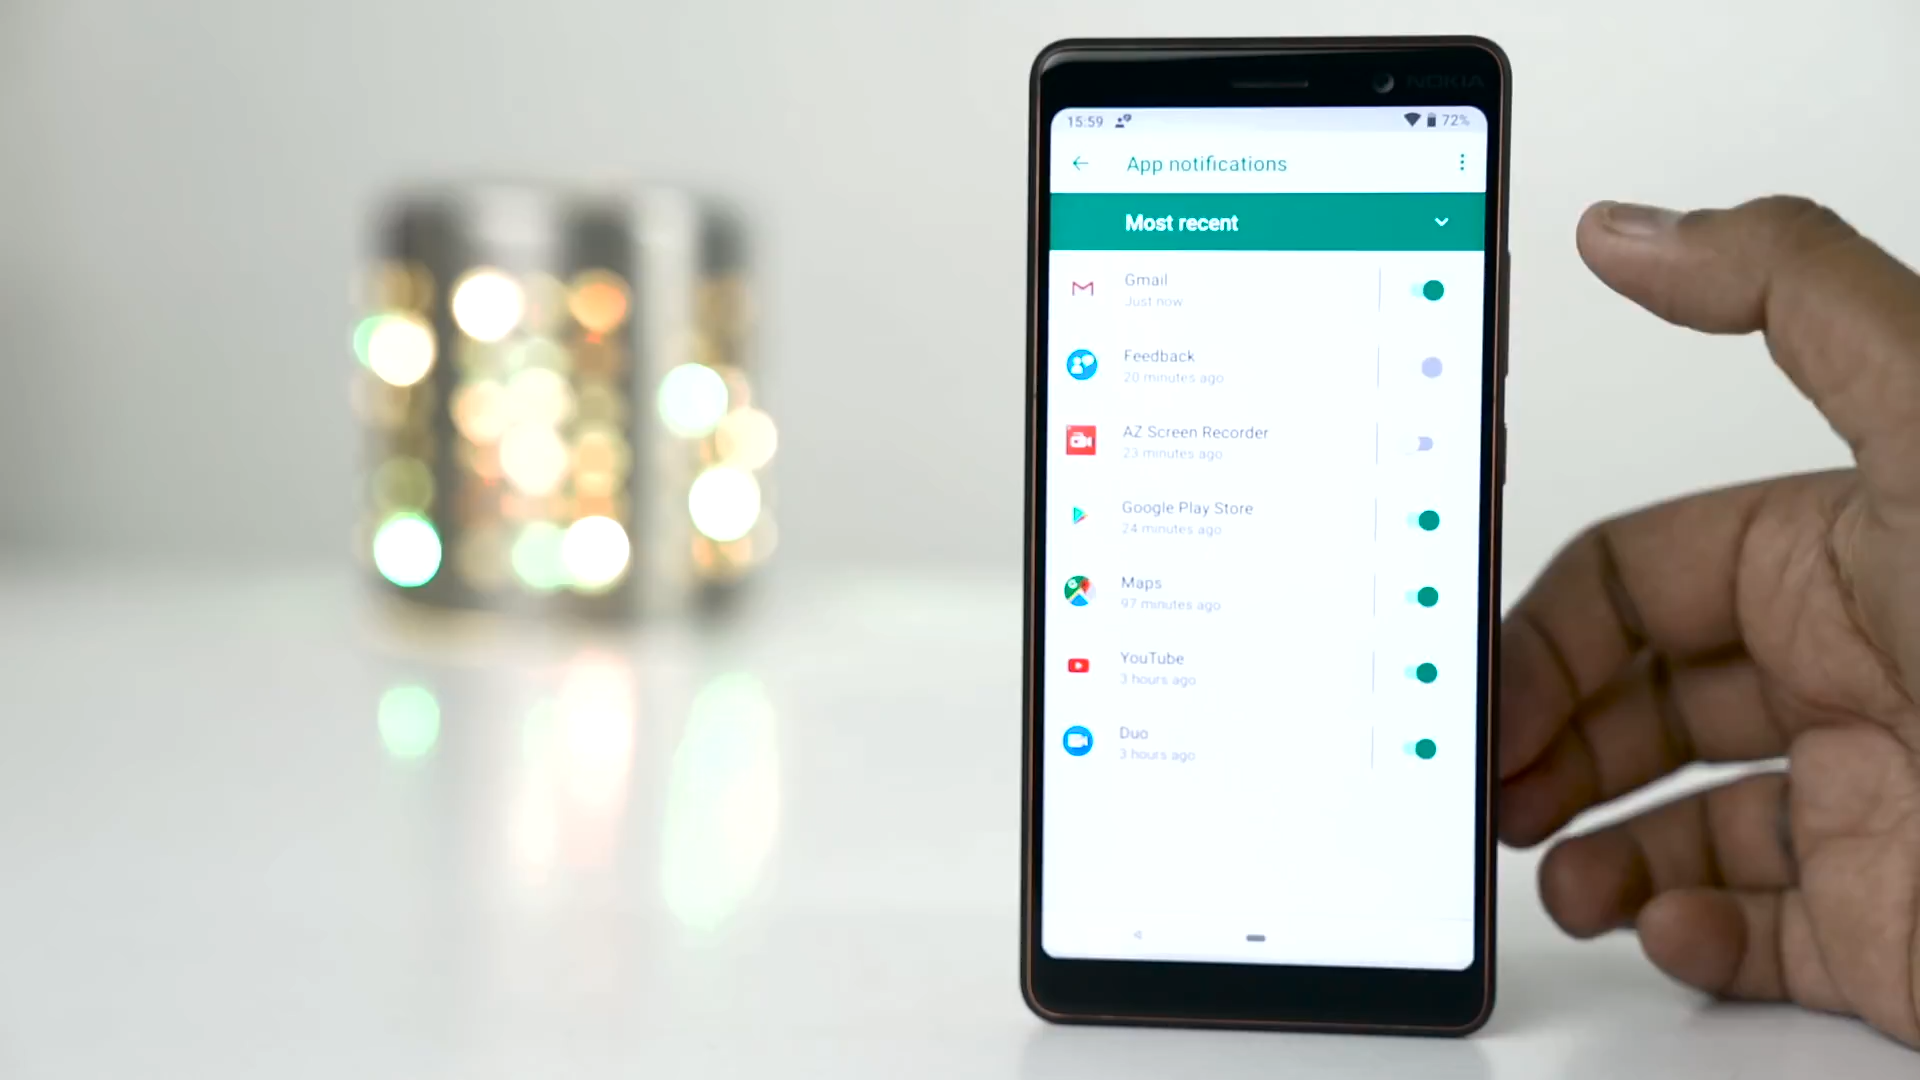 NOKIA
15:59
72%
App notifications
Most recent
Gmail
Just now
Feedback
20 minutes ago
AZ Screen Recorder
23 minutes ago
Google Play Store
24 minutes ago
Maps
97 minutes ago
YouTube
3 hours ago
Duo
3 hours ago